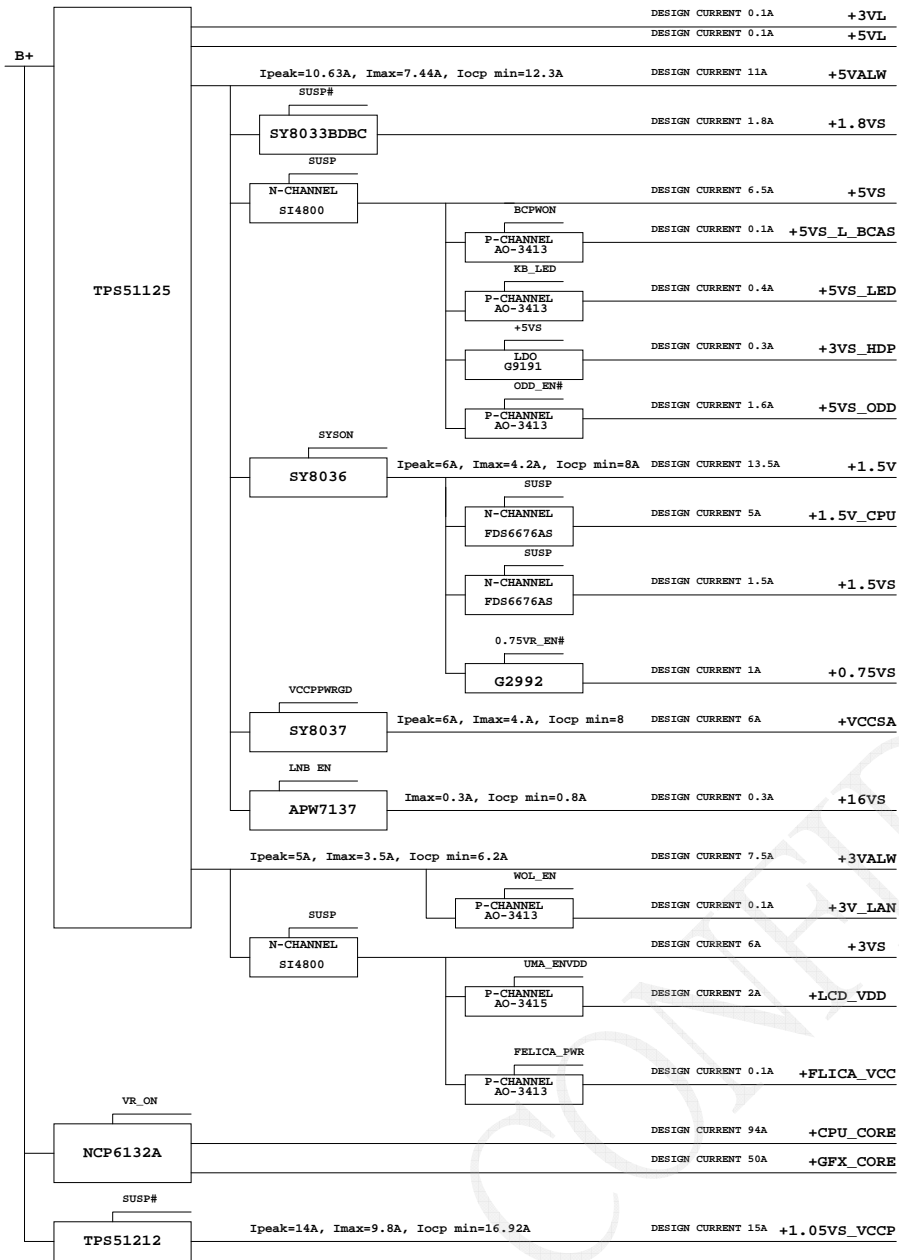 DESIGN CURRENT 0.1A +3VL
DESIGN CURRENT 0.1A +5VL
B+
Ipeak=10.63A, Imax=7.44A, Iocp min=12.3A DESIGN CURRENT 11A +5VALW
SUSP#
SY8033BDBC
DESIGN CURRENT 1.8A +1.8VS
SUSP
N-CHANNEL
SI4800
DESIGN CURRENT 6.5A +5VS
BCPWON
P-CHANNEL
AO-3413
DESIGN CURRENT 0.1A +5VS_L_BCAS
TPS51125
KB_LED
P-CHANNEL
AO-3413
DESIGN CURRENT 0.4A +5VS_LED
+5VS
LDO
G9191
DESIGN CURRENT 0.3A +3VS_HDP
ODD_EN#
P-CHANNEL
AO-3413
DESIGN CURRENT 1.6A +5VS_ODD
SYSON
SY8036
Ipeak=6A, Imax=4.2A, Iocp min=8A DESIGN CURRENT 13.5A +1.5V
SUSP
N-CHANNEL
FDS6676AS
DESIGN CURRENT 5A +1.5V_CPU
SUSP
N-CHANNEL
FDS6676AS
DESIGN CURRENT 1.5A +1.5VS
0.75VR_EN#
G2992
DESIGN CURRENT 1A +0.75VS
VCCPPWRGD
SY8037
Ipeak=6A, Imax=4.A, Iocp min=8 DESIGN CURRENT 6A +VCCSA
LNB EN
APW7137
Imax=0.3A, Iocp min=0.8A DESIGN CURRENT 0.3A +16VS
Ipeak=5A, Imax=3.5A, Iocp min=6.2A DESIGN CURRENT 7.5A +3VALW
WOL_EN
P-CHANNEL
AO-3413
DESIGN CURRENT 0.1A +3V_LAN
SUSP
N-CHANNEL
SI4800
DESIGN CURRENT 6A +3VS
UMA_ENVDD
P-CHANNEL
AO-3415
DESIGN CURRENT 2A +LCD_VDD
FELICA_PWR
P-CHANNEL
AO-3413
DESIGN CURRENT 0.1A +FLICA_VCC
VR_ON
NCP6132A
DESIGN CURRENT 94A +CPU_CORE
DESIGN CURRENT 50A +GFX_CORE
SUSP#
TPS51212
Ipeak=14A, Imax=9.8A, Iocp min=16.92A DESIGN CURRENT 15A +1.05VS_VCCP